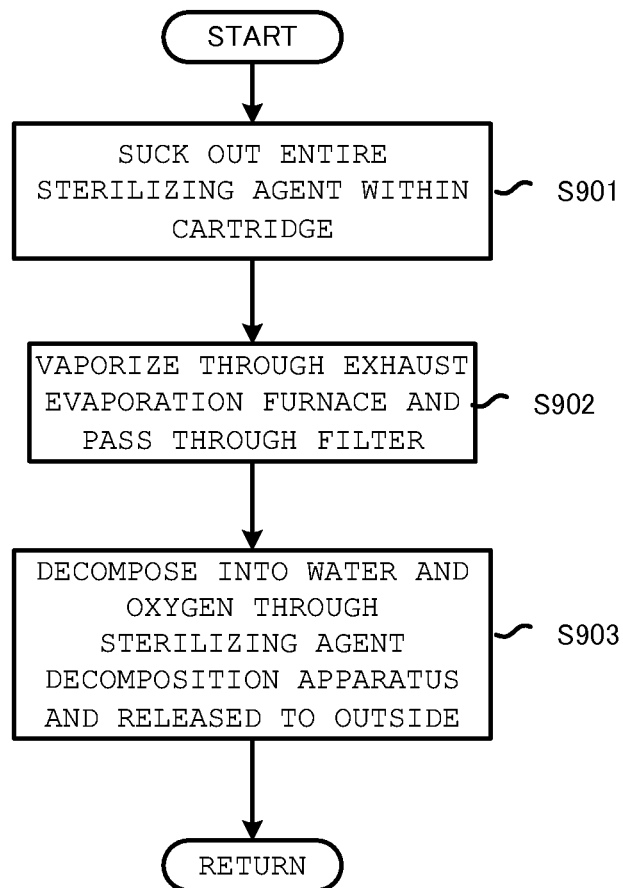 START
SUCK OUT ENTIRE
STERILIZING AGENT WITHIN
CARTRIDGE
S901
VAPORIZE THROUGH EXHAUST
EVAPORATION FURNACE AND
PASS THROUGH FILTER
S902
DECOMPOSE INTO WATER AND
OXYGEN THROUGH
STERILIZING AGENT
DECOMPOSITION APPARATUS
AND RELEASED TO OUTSIDE
S903
RETURN